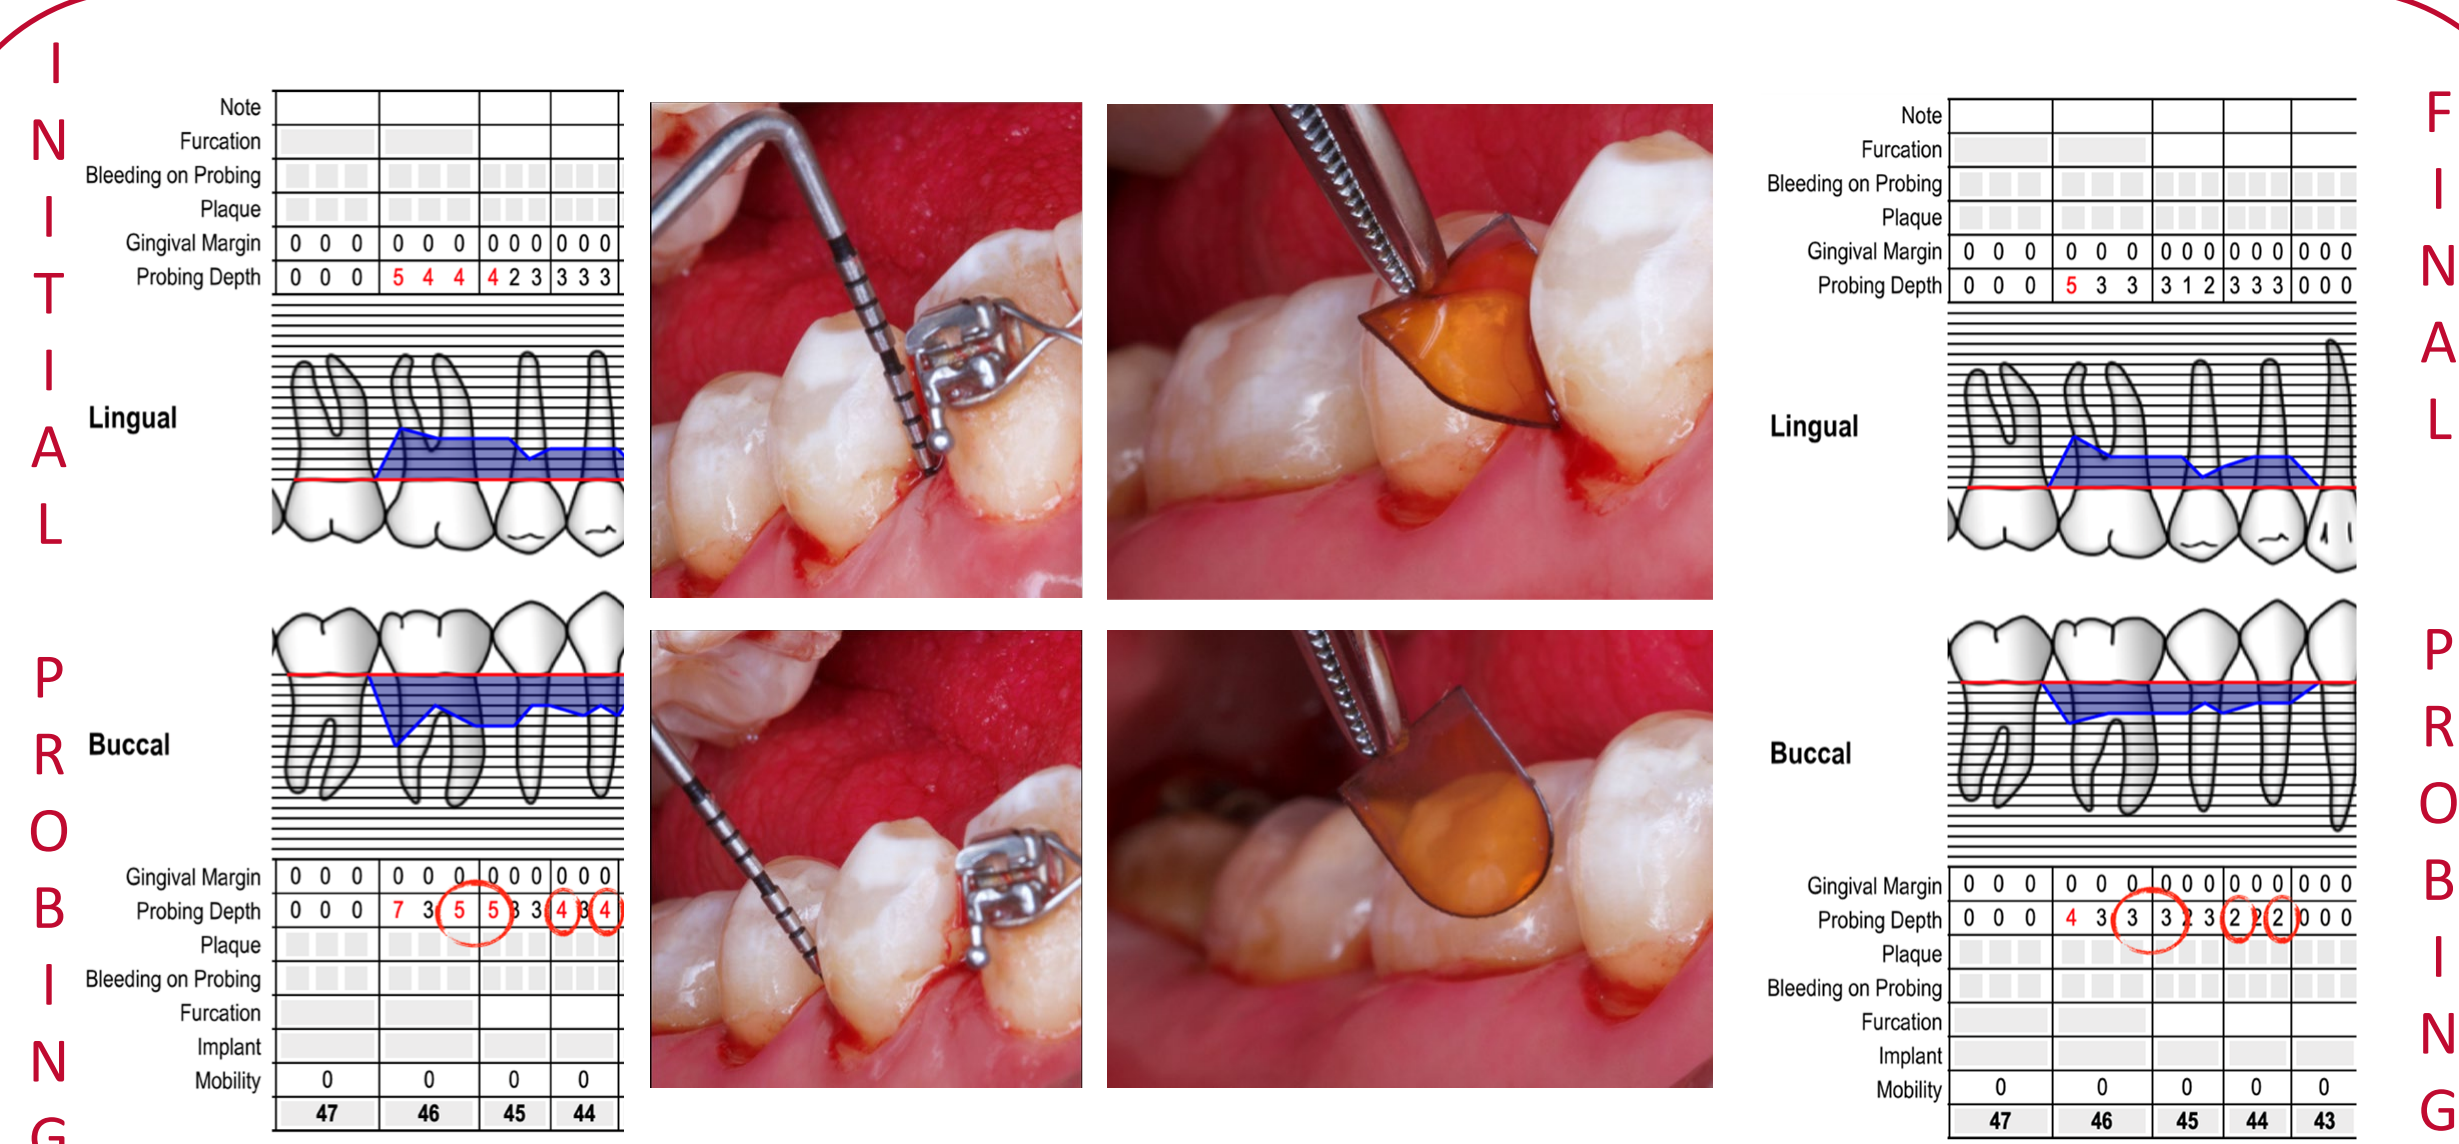 INITIAL PROBING
Note
Furcation
Bleeding on Probing
Plaque
Gingival Margin 0 0 0 0 0 0 0 0 0 0 0 0
Probing Depth 0 0 0 5 4 4 4 2 3 3 3 3
Lingual
Buccal
Gingival Margin 0 0 0 0 0 0 0 0 0 0 0 0
Probing Depth 0 0 0 7 3 5 5 3 3 4 3 4
Plaque
Bleeding on Probing
Furcation
Implant
Mobility 0 0 0 0
47 46 45 44
Note
Furcation
Bleeding on Probing
Plaque
Gingival Margin 0 0 0 0 0 0 0 0 0 0 0 0 0 0 0
Probing Depth 0 0 0 5 3 3 3 1 2 3 3 3 0 0 0
Lingual
Buccal
Gingival Margin 0 0 0 0 0 0 0 0 0 0 0 0 0 0 0
Probing Depth 0 0 0 4 3 3 3 2 3 2 2 2 0 0 0
Plaque
Bleeding on Probing
Furcation
Implant
Mobility 0 0 0 0 0
47 46 45 44 43
FINAL PROBING